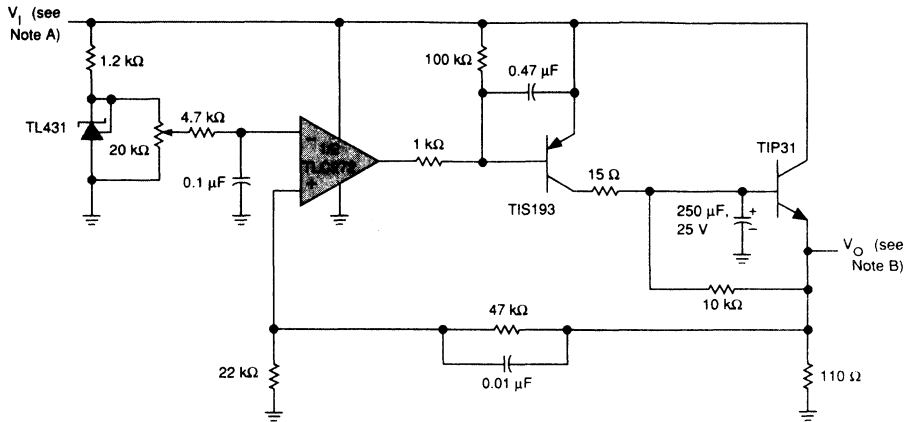 V_I (see
Note A)
1.2 kΩ
TL431
20 kΩ
4.7 kΩ
0.1 µF
−
1/2
+
100 kΩ
0.47 µF
1 kΩ
TIS193
15 Ω
TIP31
250 µF,
25 V
+
−
V_O (see
Note B)
10 kΩ
47 kΩ
0.01 µF
22 kΩ
110 Ω